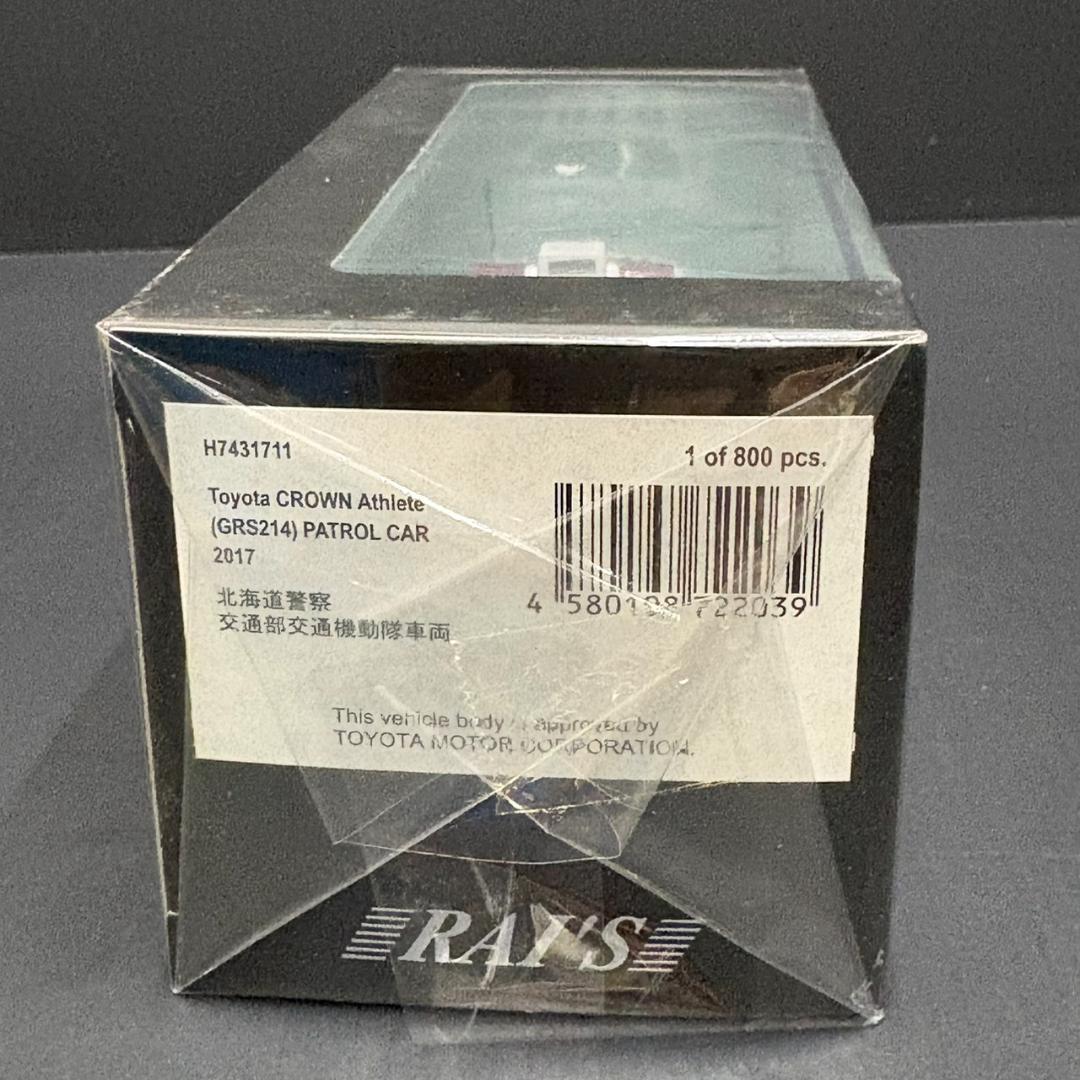 H7431711
1 of 800 pcs.
Toyota CROWN Athlete
(GRS214) PATROL CAR
2017
北海道警察
交通部交通機動隊車両
4 580198 722039
This vehicle body is approved by
TOYOTA MOTOR CORPORATION.
RAI'S